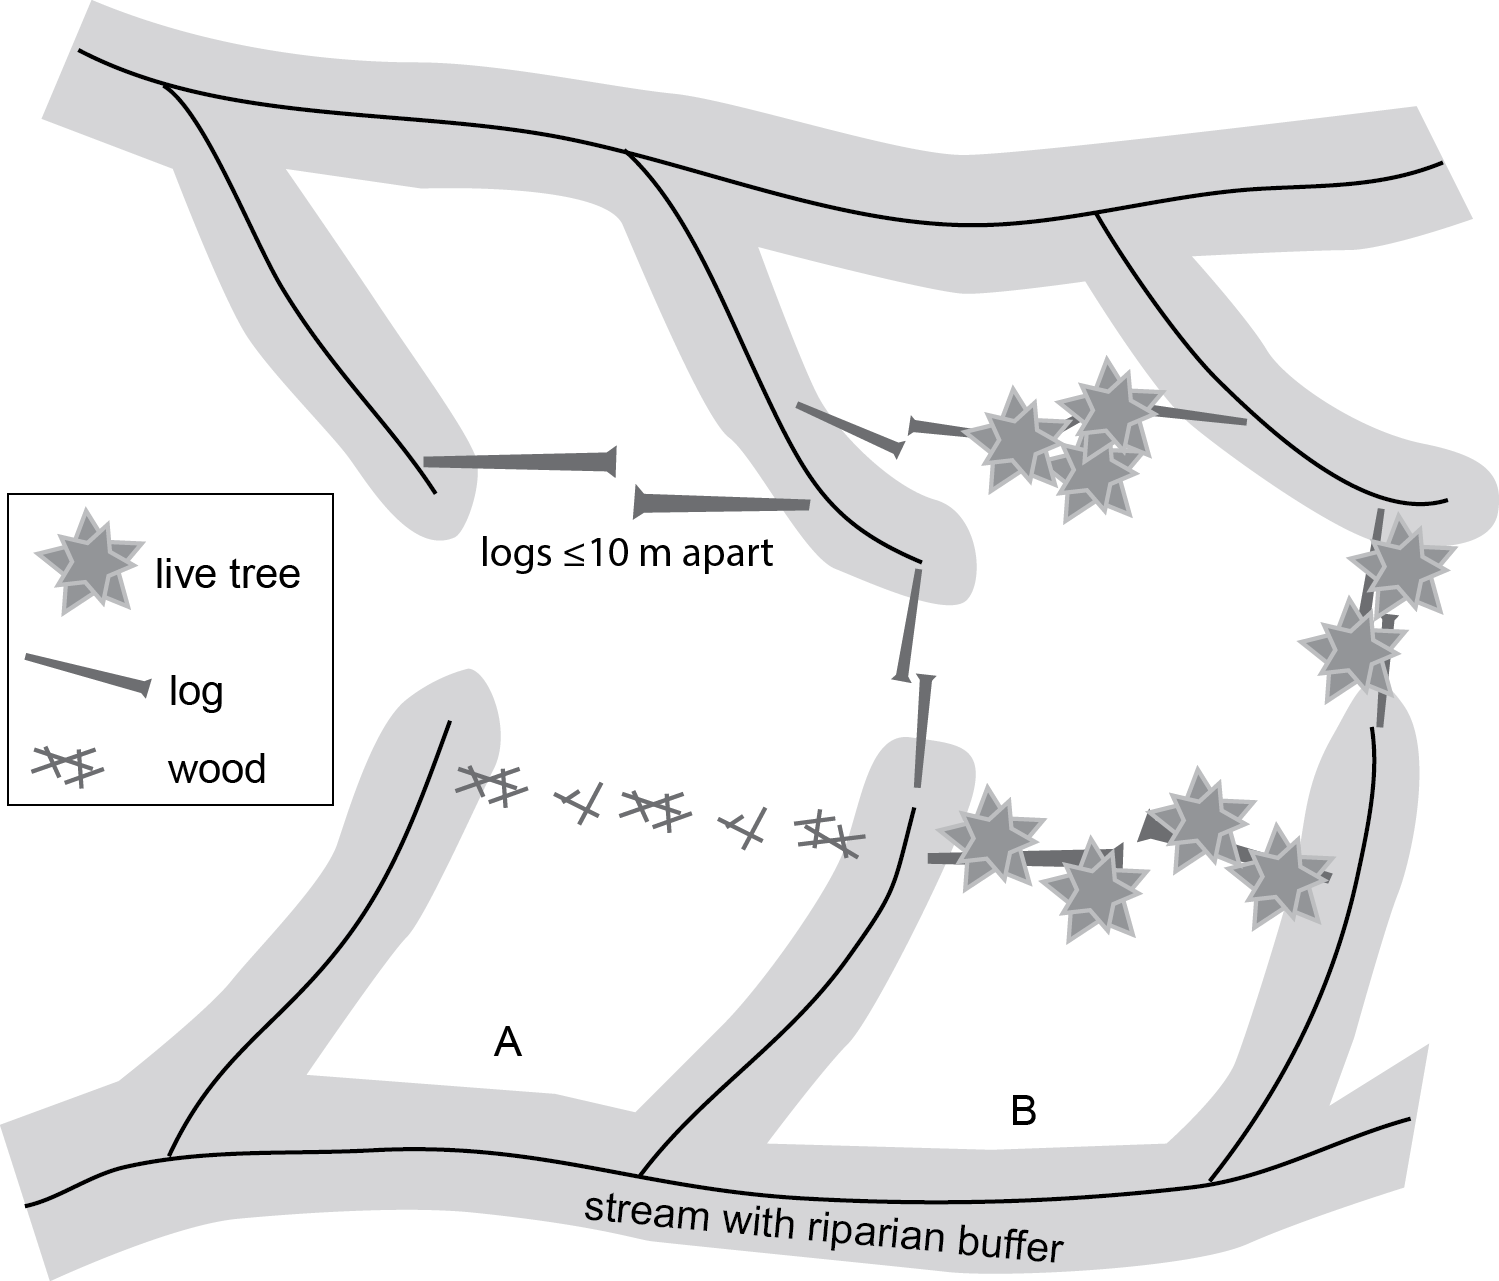 logs ≤10 m apart
live tree
log
wood
A
B
stream with riparian buffer